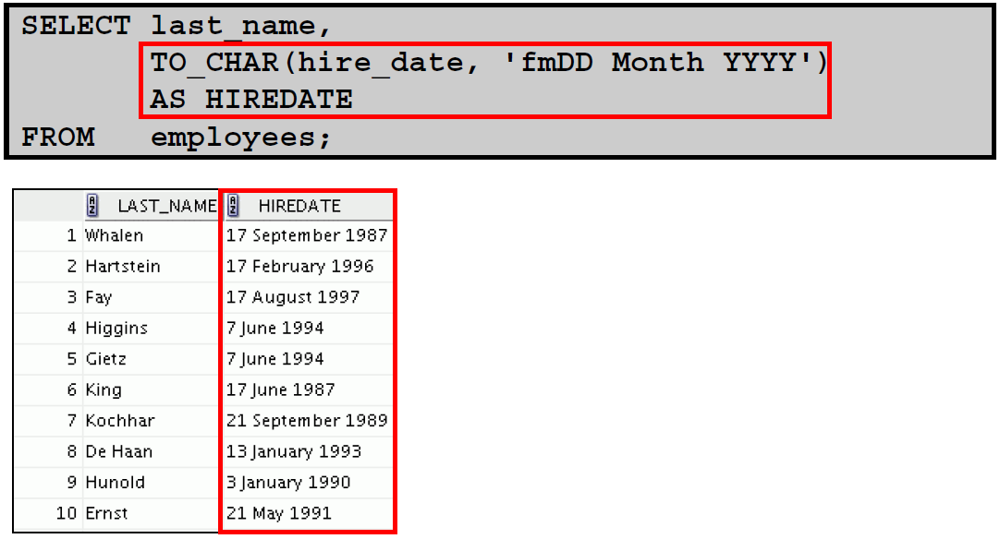 SELECT last_name,
TO_CHAR(hire_date, 'fmDD Month YYYY')
AS HIREDATE
FROM employees;
LAST_NAME HIREDATE
1 Whalen 17 September 1987
2 Hartstein 17 February 1996
3 Fay 17 August 1997
4 Higgins 7 June 1994
5 Gietz 7 June 1994
6 King 17 June 1987
7 Kochhar 21 September 1989
8 De Haan 13 January 1993
9 Hunold 3 January 1990
10 Ernst 21 May 1991